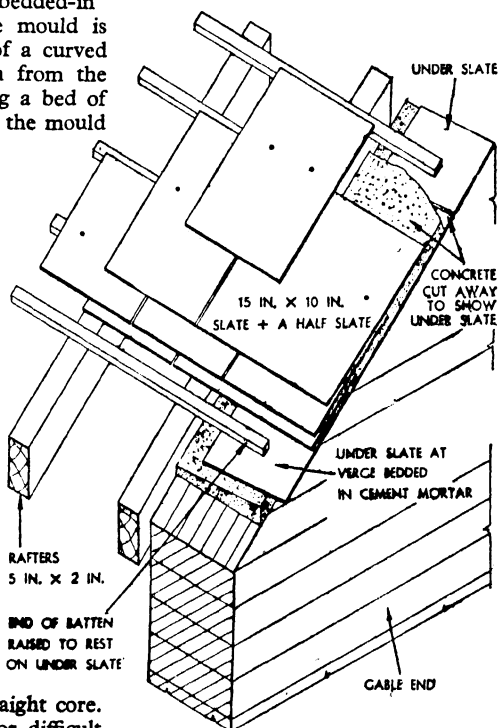 bedded-in
mould is
of a curved
from the
a bed of
the mould
UNDER SLATE
CONCRETE
CUT AWAY
TO SHOW
UNDER SLATE
15 IN. × 10 IN.
SLATE + A HALF SLATE
UNDER SLATE AT
VERGE BEDDED
IN CEMENT MORTAR
RAFTERS
5 IN. × 2 IN.
END OF BATTEN
RAISED TO REST
ON UNDER SLATE
GABLE END
core.
difficult